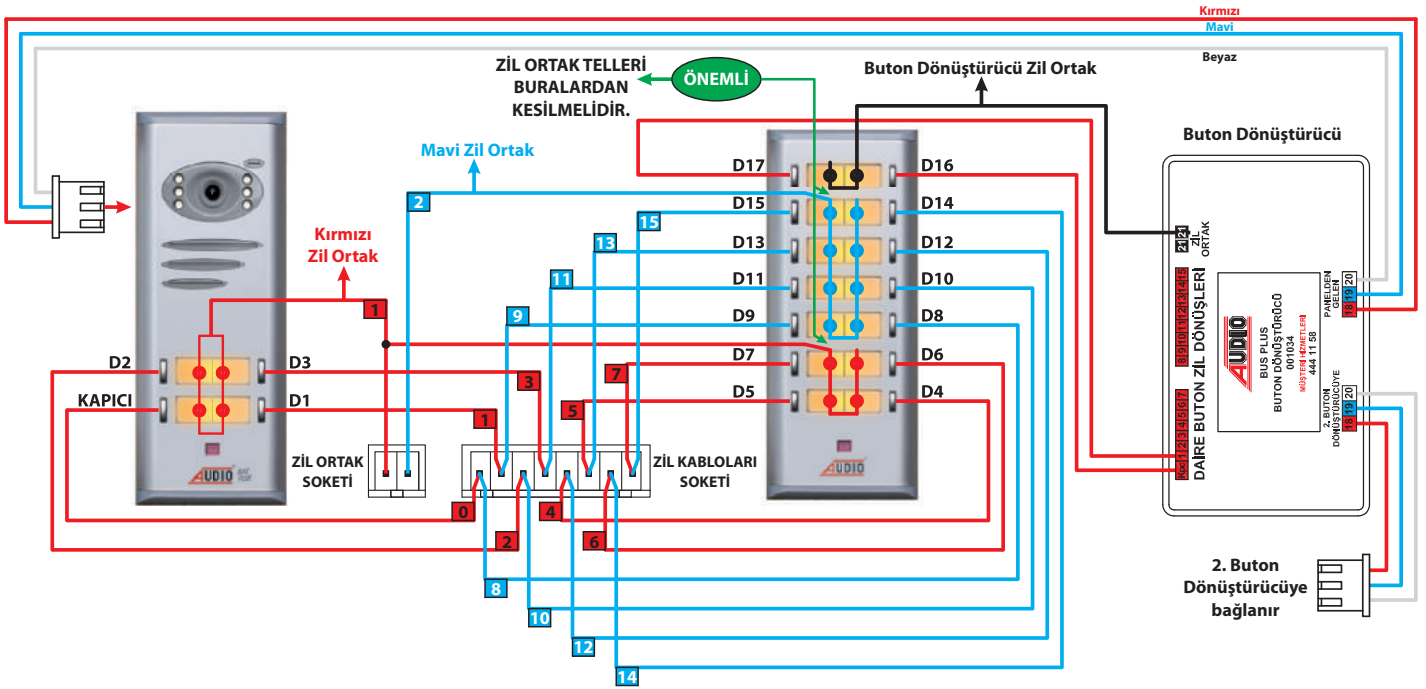 Kırmızı
Mavi
Beyaz
ZİL ORTAK TELLERİ
BURALARDAN
KESİLMELİDİR.
ÖNEMLİ
Buton Dönüştürücü Zil Ortak
Buton Dönüştürücü
Mavi Zil Ortak
2
Kırmızı
Zil Ortak
1
D2
D3
KAPICI
D1
AUDIO
ZİL ORTAK
SOKETİ
ZİL KABLOLARI
SOKETİ
15
13
11
9
7
3
5
1
0
2
4
6
8
10
12
14
D17
D16
D15
D14
D13
D12
D11
D10
D9
D8
D7
D6
D5
D4
AUDIO
21 21
ZİL
ORTAK
8 9 10 11 12 13 14 15
Kpc 1 2 3 4 5 6 7
DAİRE BUTON ZİL DÖNÜŞLERİ
AUDIO
BUS PLUS
BUTON DÖNÜŞTÜRÜCÜ
001034
MÜŞTERİ HİZMETLERİ
444 11 58
PANELDEN
GELEN
18 19 20
2. BUTON
DÖNÜŞTÜRÜCÜYE
18 19 20
2. Buton
Dönüştürücüye
bağlanır